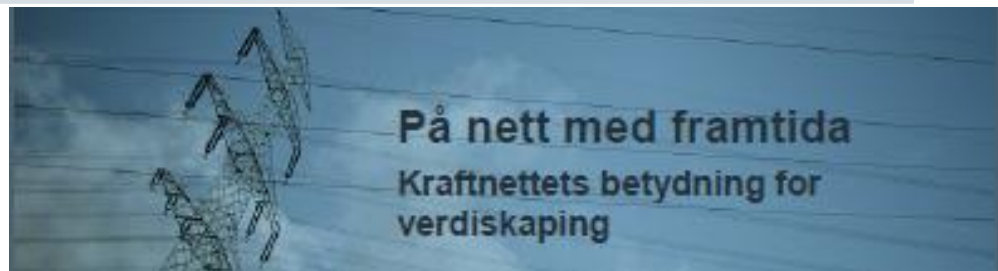 På nett med framtida
Kraftnettets betydning for
verdiskaping